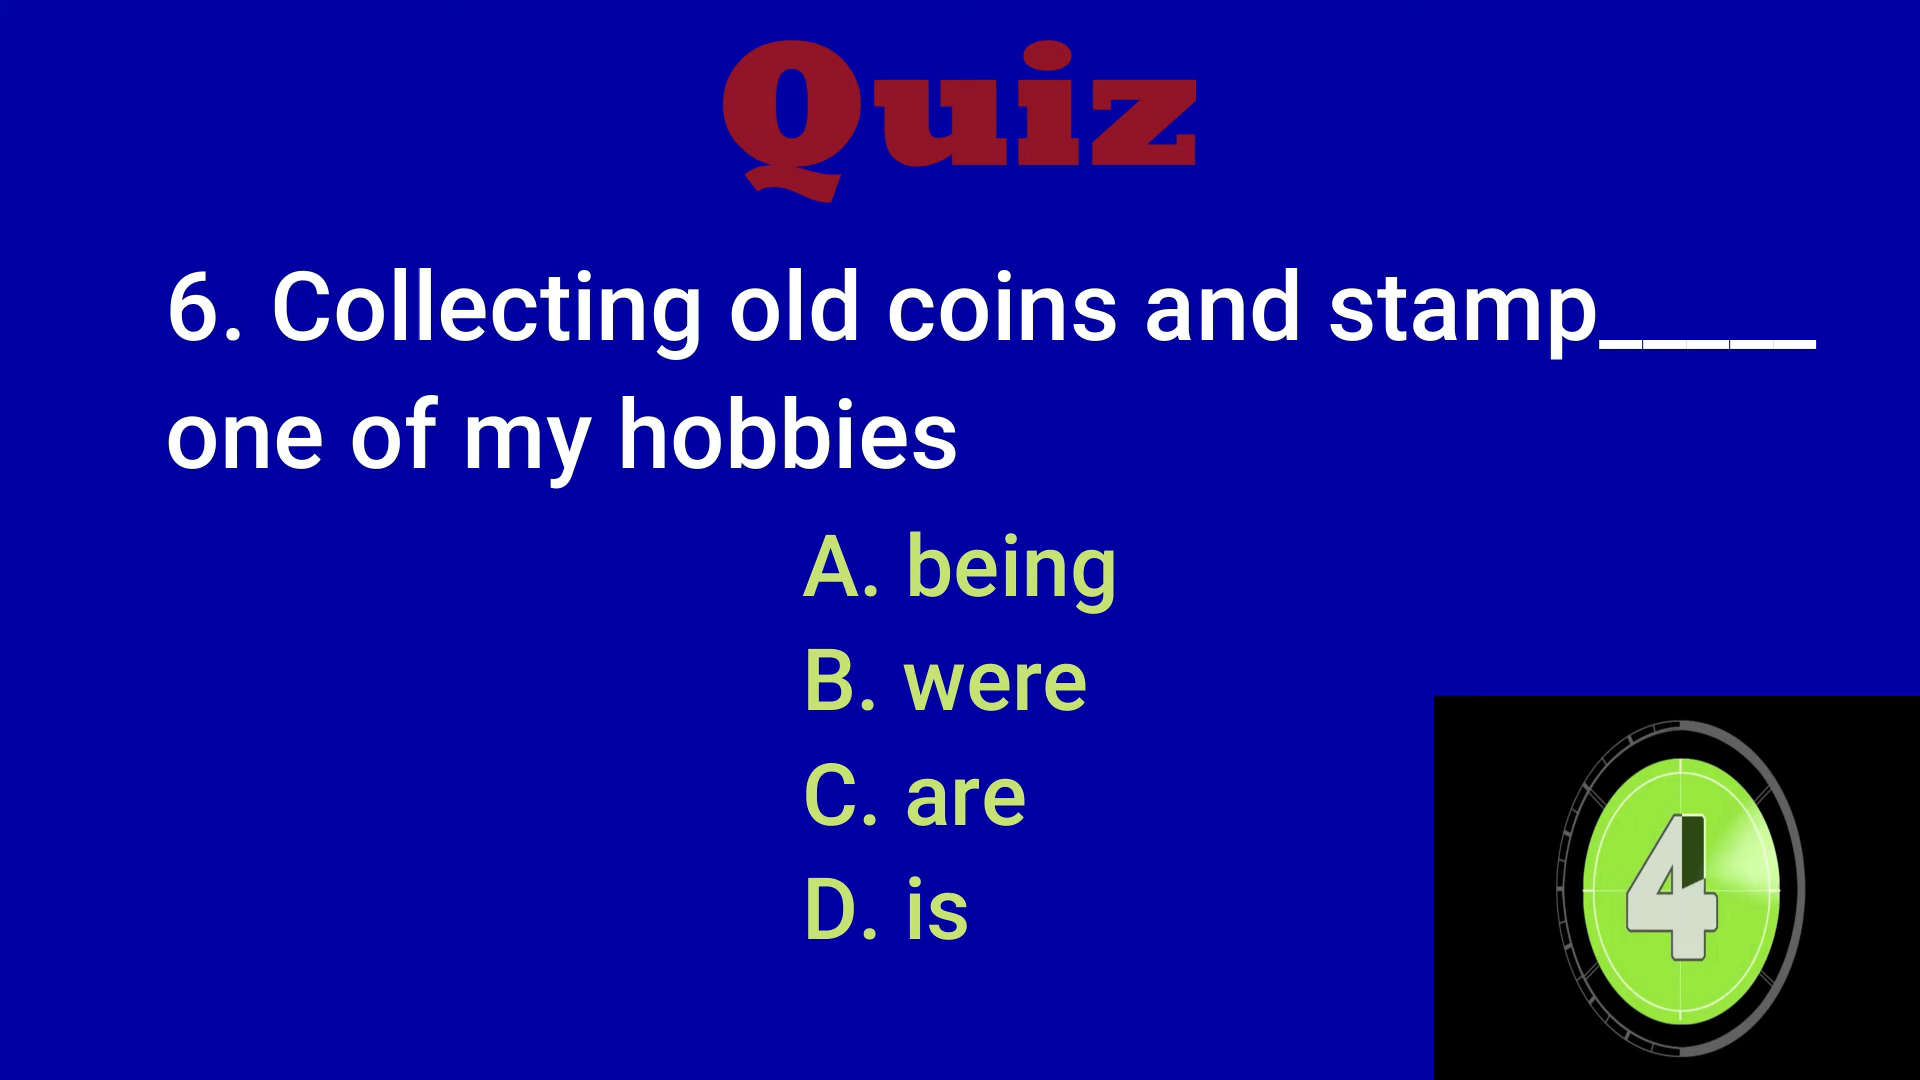 Quiz
6. Collecting old coins and stamp_____
one of my hobbies
A. being
B. were
C. are
D. is
4